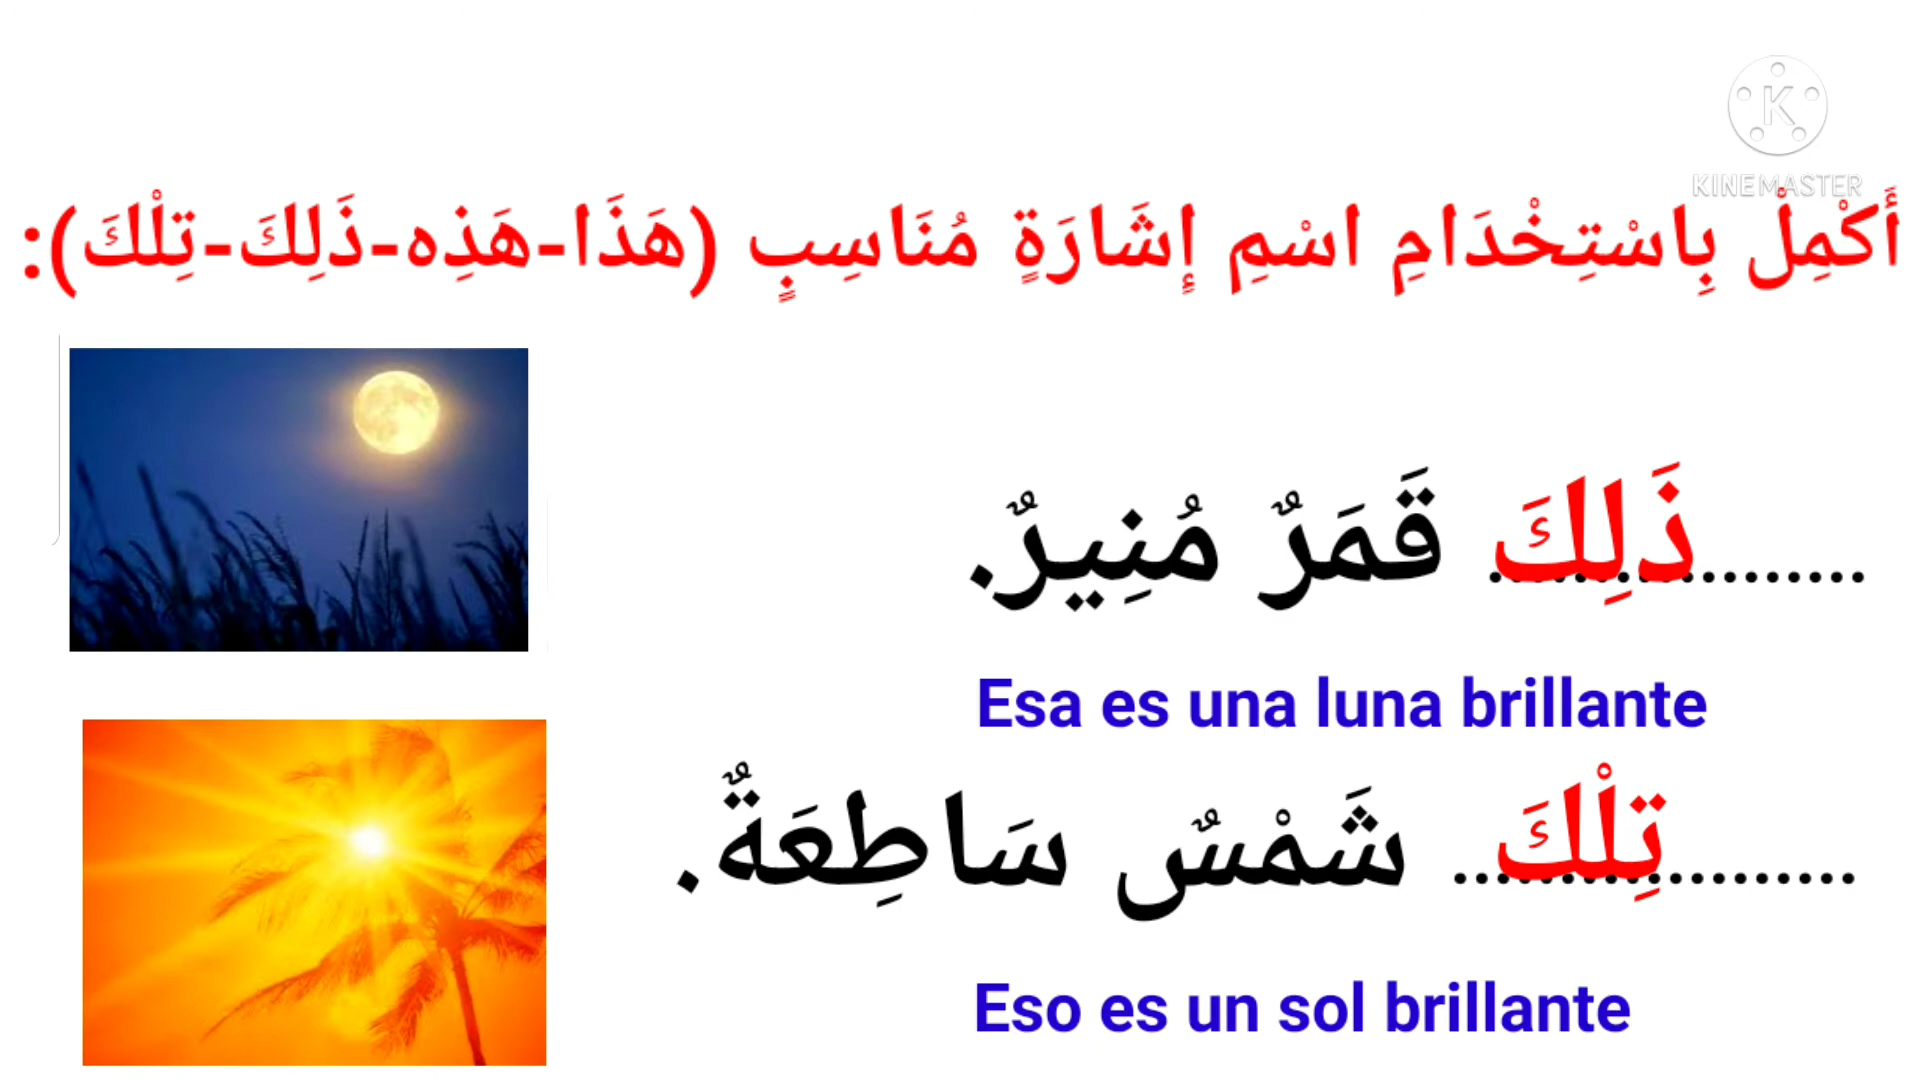 KINEMASTER
أَكْمِلْ بِاسْتِخْدَامِ اسْمِ إِشَارَةٍ مُنَاسِبٍ (هَذَا-هَذِه-ذَلِكَ-تِلْكَ):
ذَلِكَ.................. قَمَرٌ مُنِيرٌ.
Esa es una luna brillante
تِلْكَ.................... شَمْسٌ سَاطِعَةٌ.
Eso es un sol brillante